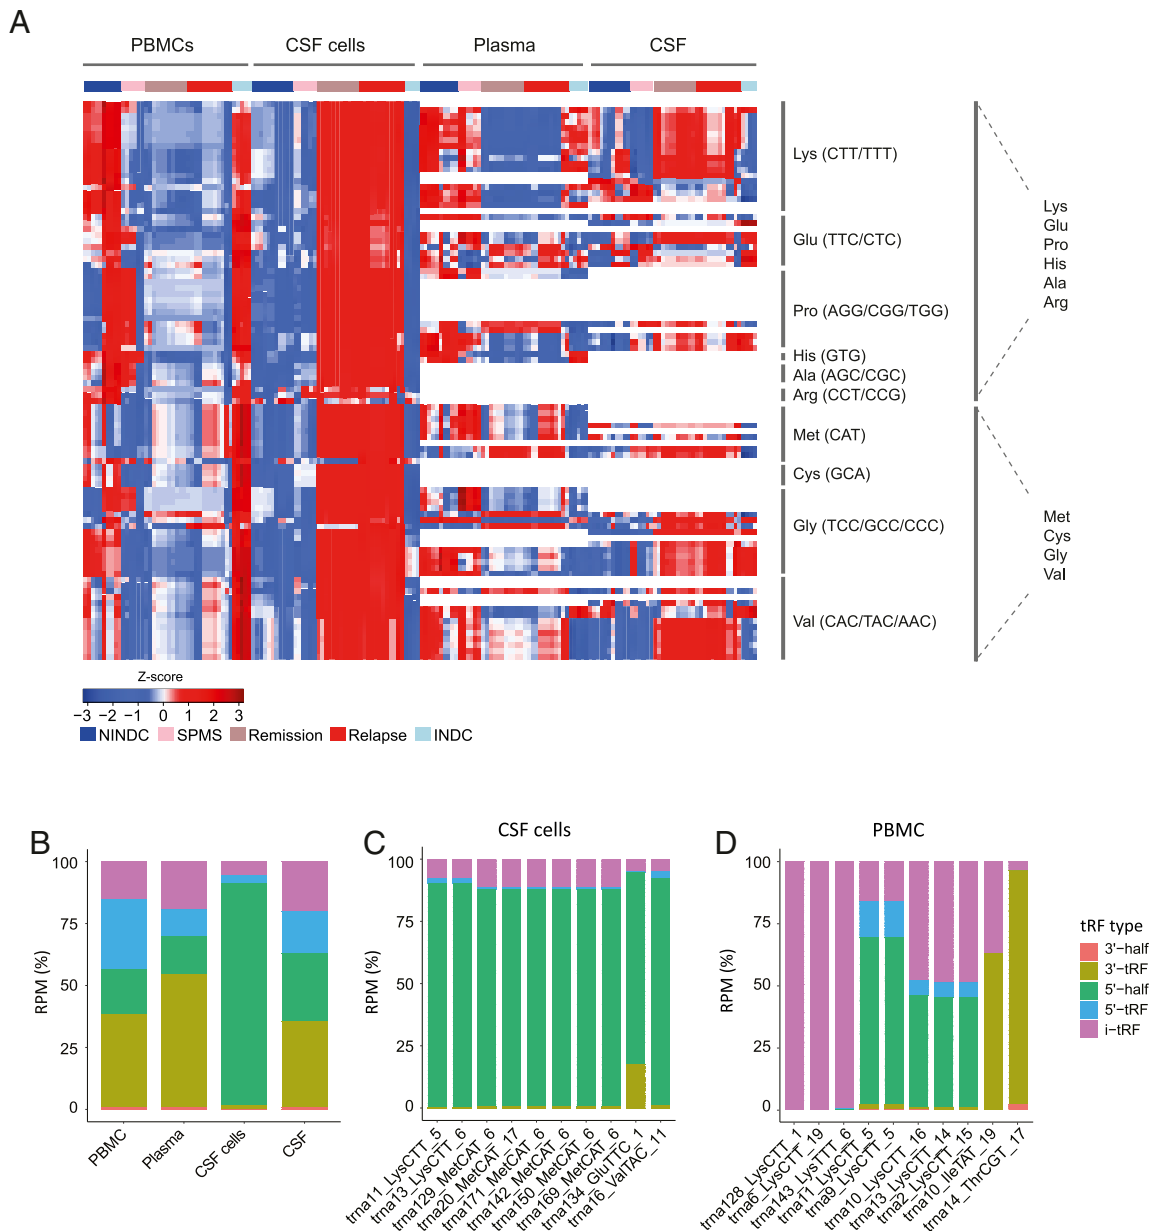 A
PBMCs
CSF cells
Plasma
CSF
Lys (CTT/TTT)
Glu (TTC/CTC)
Pro (AGG/CGG/TGG)
His (GTG)
Ala (AGC/CGC)
Arg (CCT/CCG)
Met (CAT)
Cys (GCA)
Gly (TCC/GCC/CCC)
Val (CAC/TAC/AAC)
Lys
Glu
Pro
His
Ala
Arg
Met
Cys
Gly
Val
Z-score
−3 −2 −1 0 1 2 3
NINDC SPMS Remission Relapse INDC
B
RPM (%)
100
75
50
25
0
PBMC
Plasma
CSF cells
CSF
C
CSF cells
RPM (%)
100
75
50
25
0
trna11_LysCTT_5
trna13_LysCTT_6
trna129_MetCAT_6
trna20_MetCAT_17
trna171_MetCAT_6
trna142_MetCAT_6
trna150_MetCAT_6
trna169_MetCAT_6
trna134_GluTTC_1
trna16_ValTAC_11
D
PBMC
RPM (%)
100
75
50
25
0
trna128_LysCTT_1
trna6_LysCTT_19
trna143_LysTTT_6
trna11_LysCTT_5
trna9_LysCTT_5
trna10_LysCTT_16
trna13_LysCTT_14
trna2_LysCTT_15
trna10_IleTAT_19
trna14_ThrCGT_17
tRF type
3'−half
3'−tRF
5'−half
5'−tRF
i−tRF